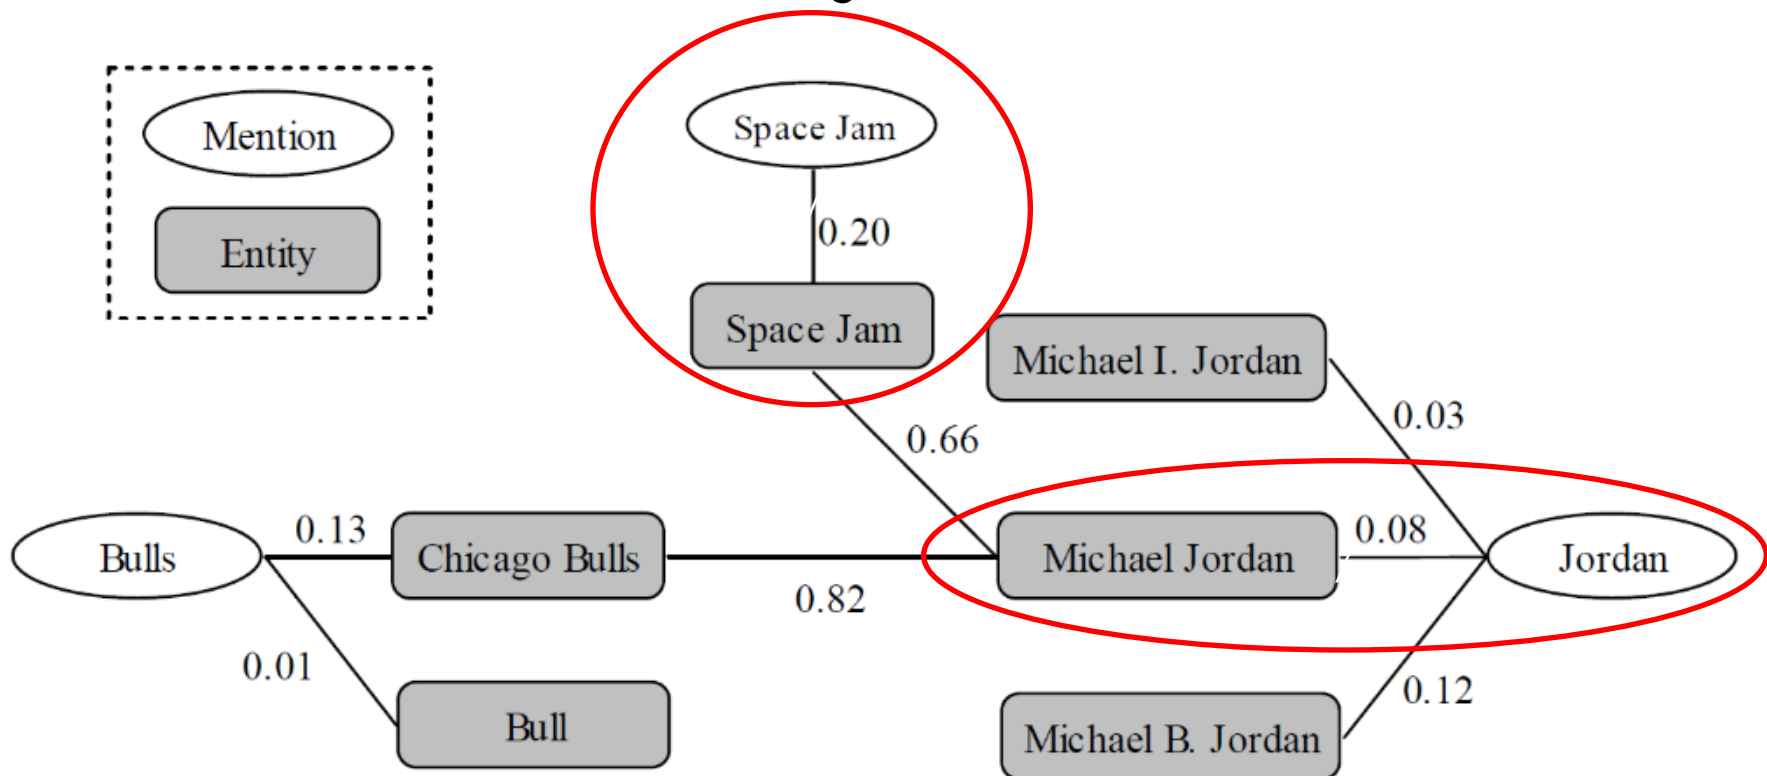 Mention
Entity
Space Jam
0.20
Space Jam
Michael I. Jordan
0.03
0.66
Bulls
0.13
Chicago Bulls
0.82
Michael Jordan
0.08
Jordan
0.01
Bull
0.12
Michael B. Jordan